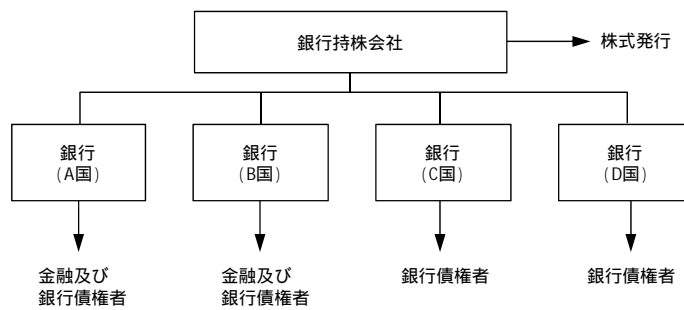 銀行持株会社
株式発行
銀行
(A国)
銀行
(B国)
銀行
(C国)
銀行
(D国)
金融及び
銀行債権者
金融及び
銀行債権者
銀行債権者
銀行債権者